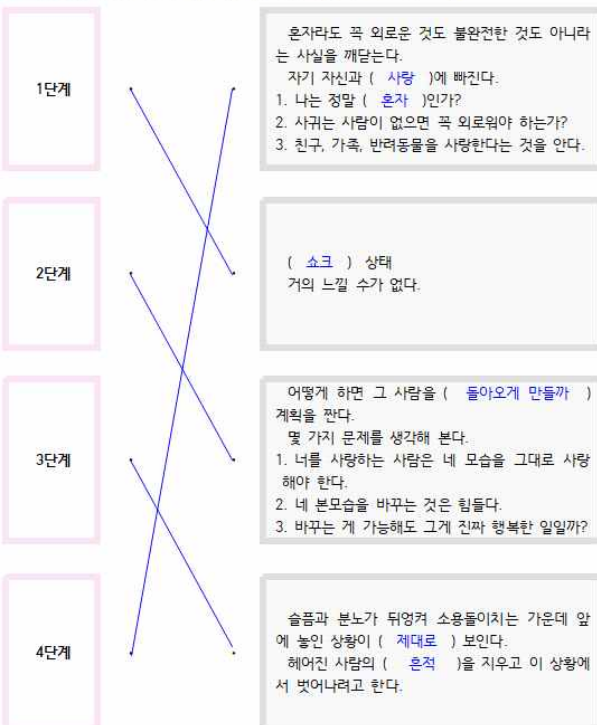 1단계
혼자라도 꼭 외로운 것도 불완전한 것도 아니라
는 사실을 깨닫는다.
자기 자신과 ( 사랑 )에 빠진다.
1. 나는 정말 ( 혼자 )인가?
2. 사귀는 사람이 없으면 꼭 외로워야 하는가?
3. 친구, 가족, 반려동물을 사랑한다는 것을 안다.
2단계
( 쇼크 ) 상태
거의 느낄 수가 없다.
3단계
어떻게 하면 그 사람을 ( 돌아오게 만들까 )
계획을 짠다.
몇 가지 문제를 생각해 본다.
1. 너를 사랑하는 사람은 네 모습을 그대로 사랑
해야 한다.
2. 네 본모습을 바꾸는 것은 힘들다.
3. 바꾸는 게 가능해도 그게 진짜 행복한 일일까?
4단계
슬픔과 분노가 뒤엉켜 소용돌이치는 가운데 앞
에 놓인 상황이 ( 제대로 ) 보인다.
헤어진 사람의 ( 흔적 )을 지우고 이 상황에
서 벗어나려고 한다.